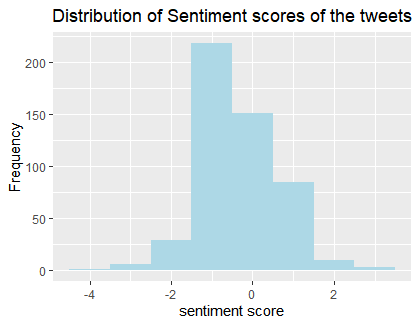 Distribution of Sentiment scores of the tweets
Frequency
200
150
100
50
0
-4 -2 0 2
sentiment score